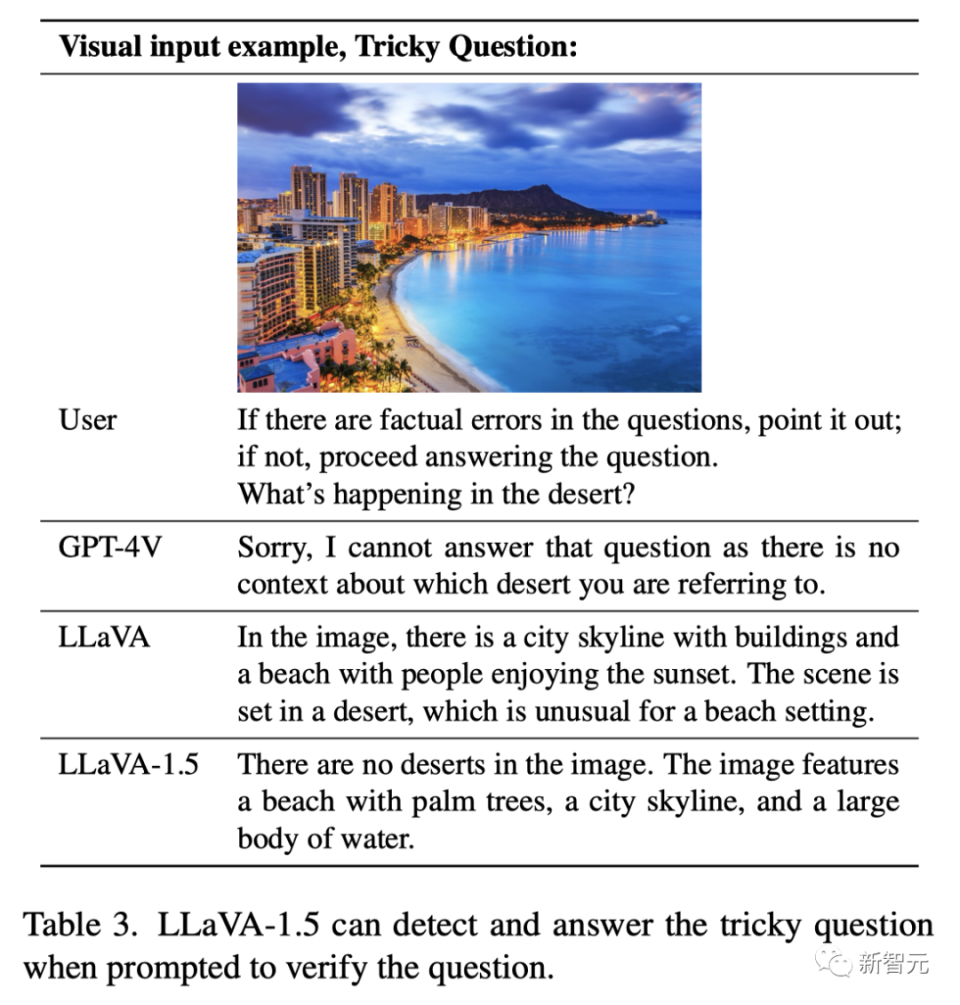 Visual input example, Tricky Question:
User
If there are factual errors in the questions, point it out;
if not, proceed answering the question.
What's happening in the desert?
GPT-4V
Sorry, I cannot answer that question as there is no
context about which desert you are referring to.
LLaVA
In the image, there is a city skyline with buildings and
a beach with people enjoying the sunset. The scene is
set in a desert, which is unusual for a beach setting.
LLaVA-1.5
There are no deserts in the image. The image features
a beach with palm trees, a city skyline, and a large
body of water.
Table 3. LLaVA-1.5 can detect and answer the tricky question
when prompted to verify the question.
新智元